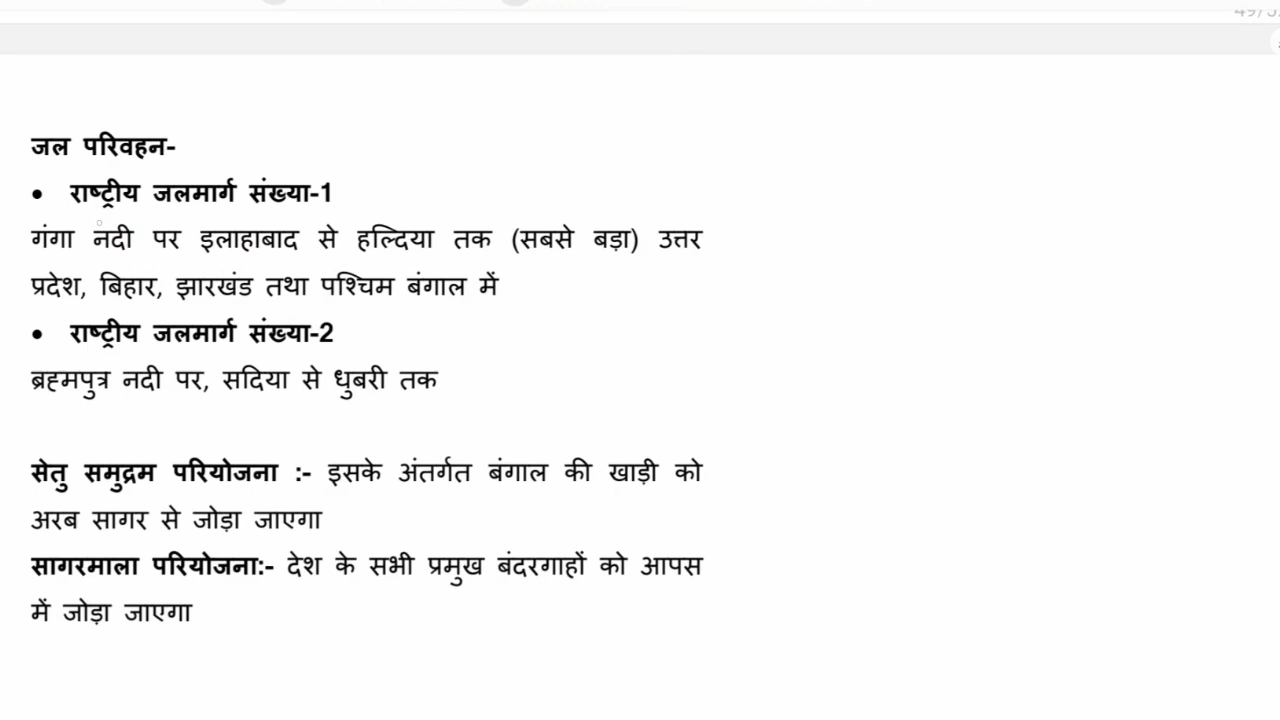 जल परिवहन-
• राष्ट्रीय जलमार्ग संख्या-1
गंगा नदी पर इलाहाबाद से हल्दिया तक (सबसे बड़ा) उत्तर
प्रदेश, बिहार, झारखंड तथा पश्चिम बंगाल में
• राष्ट्रीय जलमार्ग संख्या-2
ब्रह्मपुत्र नदी पर, सदिया से धुबरी तक
सेतु समुद्रम परियोजना :- इसके अंतर्गत बंगाल की खाड़ी को
अरब सागर से जोड़ा जाएगा
सागरमाला परियोजना:- देश के सभी प्रमुख बंदरगाहों को आपस
में जोड़ा जाएगा